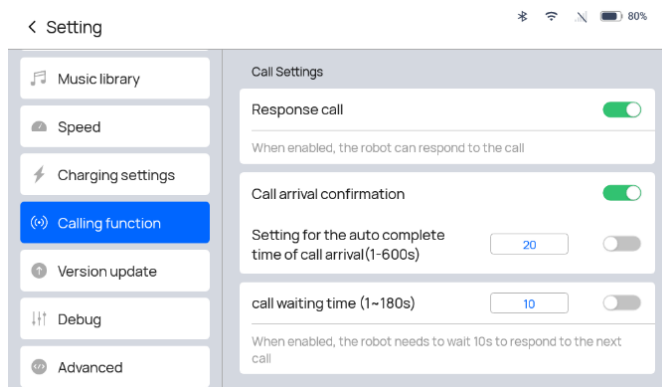 Setting
80%
Music library
Speed
Charging settings
Calling function
Version update
Debug
Advanced
Call Settings
Response call
When enabled, the robot can respond to the call
Call arrival confirmation
Setting for the auto complete
time of call arrival(1-600s)
20
call waiting time (1~180s)
10
When enabled, the robot needs to wait 10s to respond to the next
call